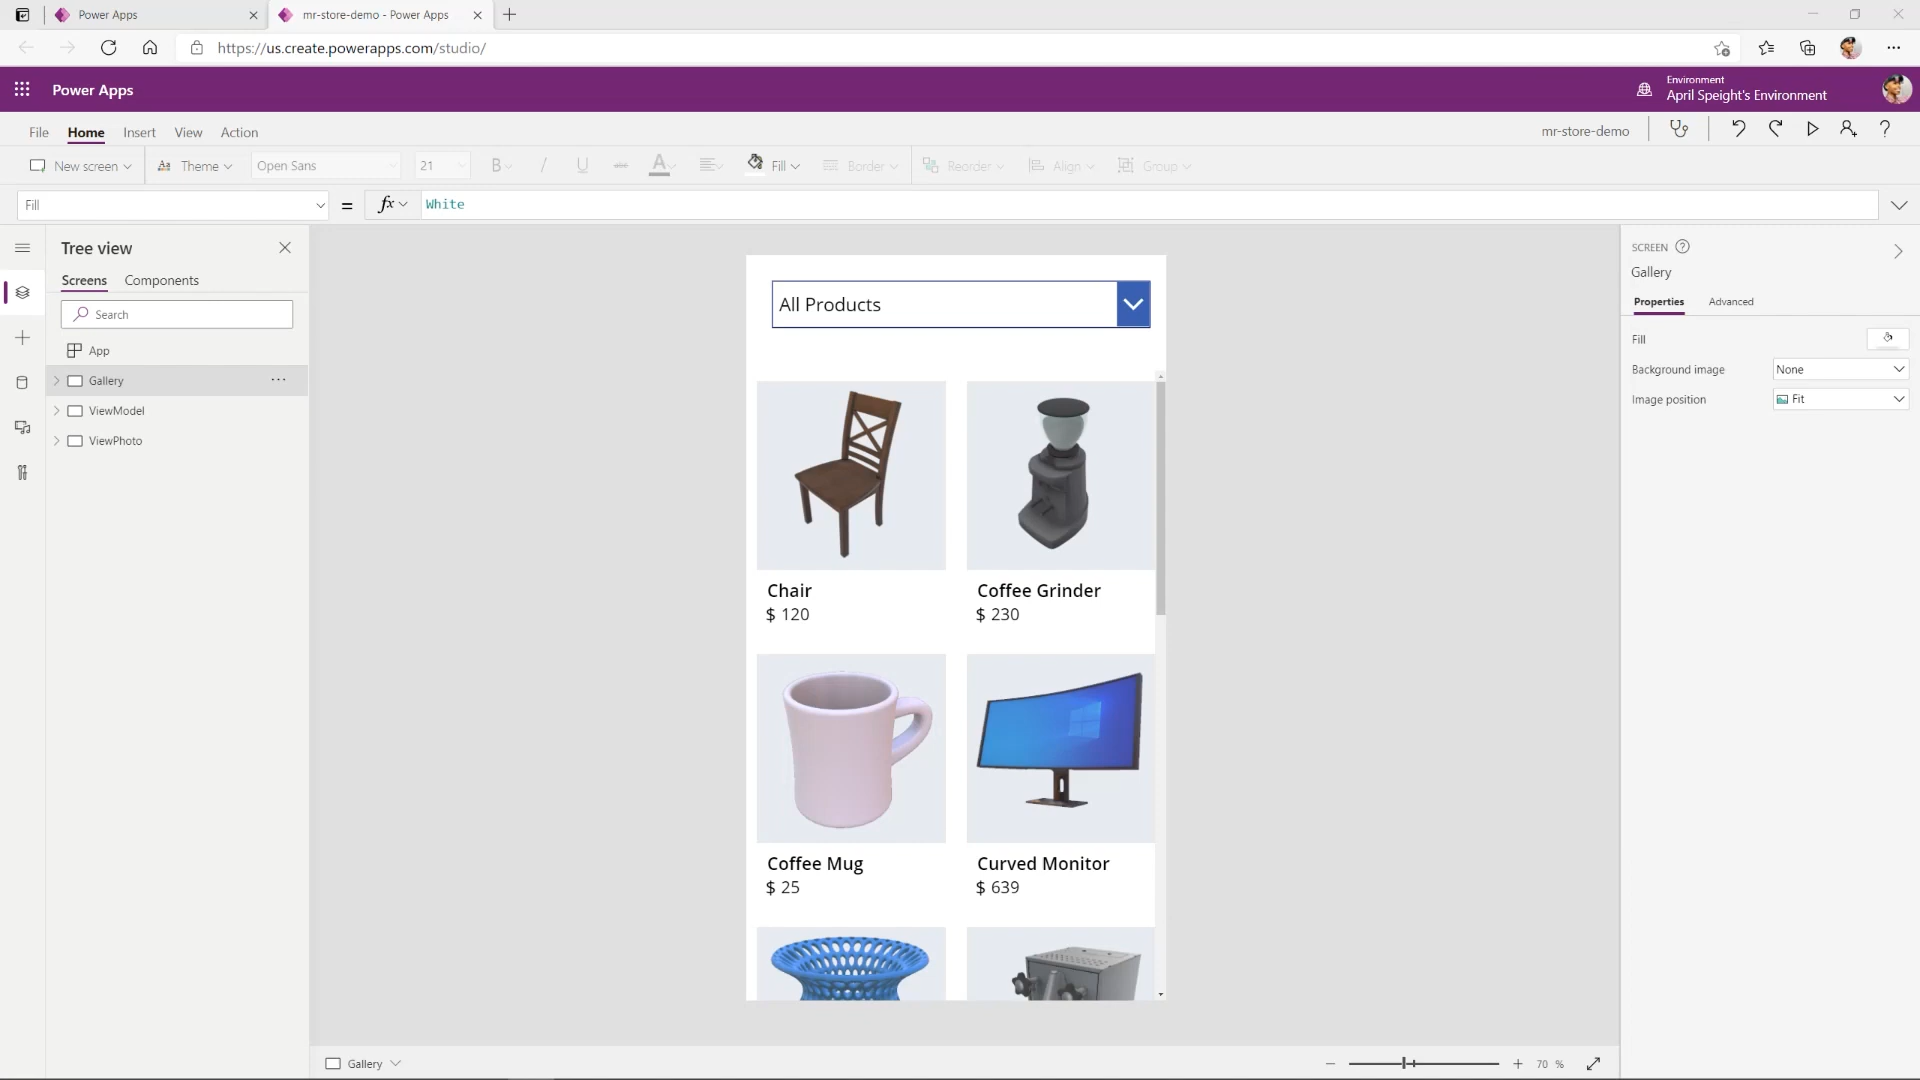 Power Apps
mr-store-demo - Power Apps
https://us.create.powerapps.com/studio/
Power Apps
Environment
April Speight's Environment
File Home Insert View Action
mr-store-demo
New screen Theme Open Sans 21 B / U abc A Fill Border Reorder Align Group
Fill = fx White
Tree view
Screens Components
Search
App
Gallery
ViewModel
ViewPhoto
All Products
Chair
$ 120
Coffee Grinder
$ 230
Coffee Mug
$ 25
Curved Monitor
$ 639
SCREEN ?
Gallery
Properties Advanced
Fill
Background image None
Image position Fit
Gallery
70 %